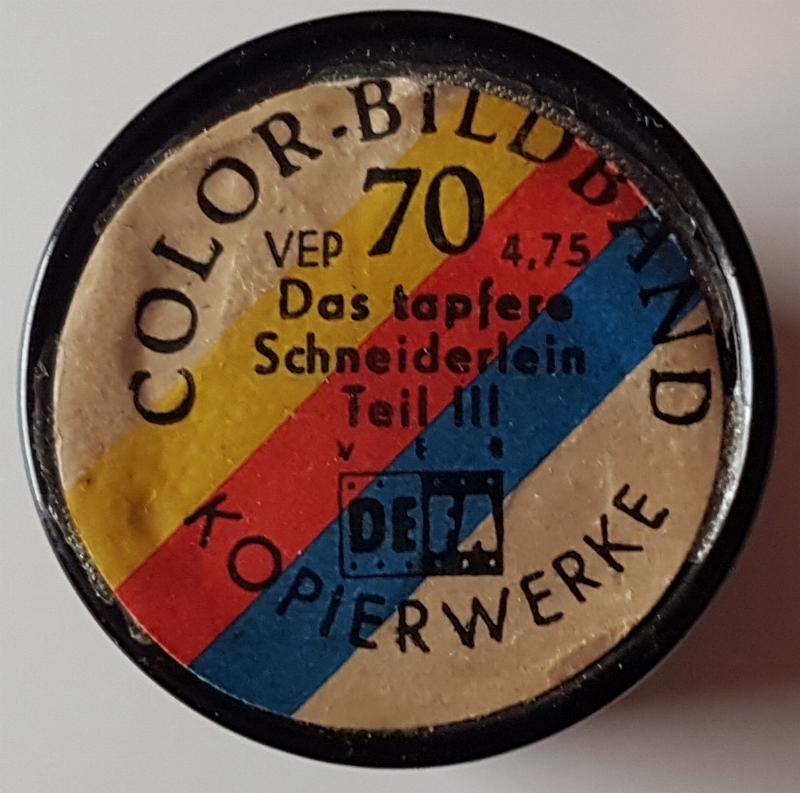 COLOR-BILDBAND
70
VEP 4,75
Das tapfere
Schneiderlein
Teil III
V E B
DEFA
KOPIERWERKE